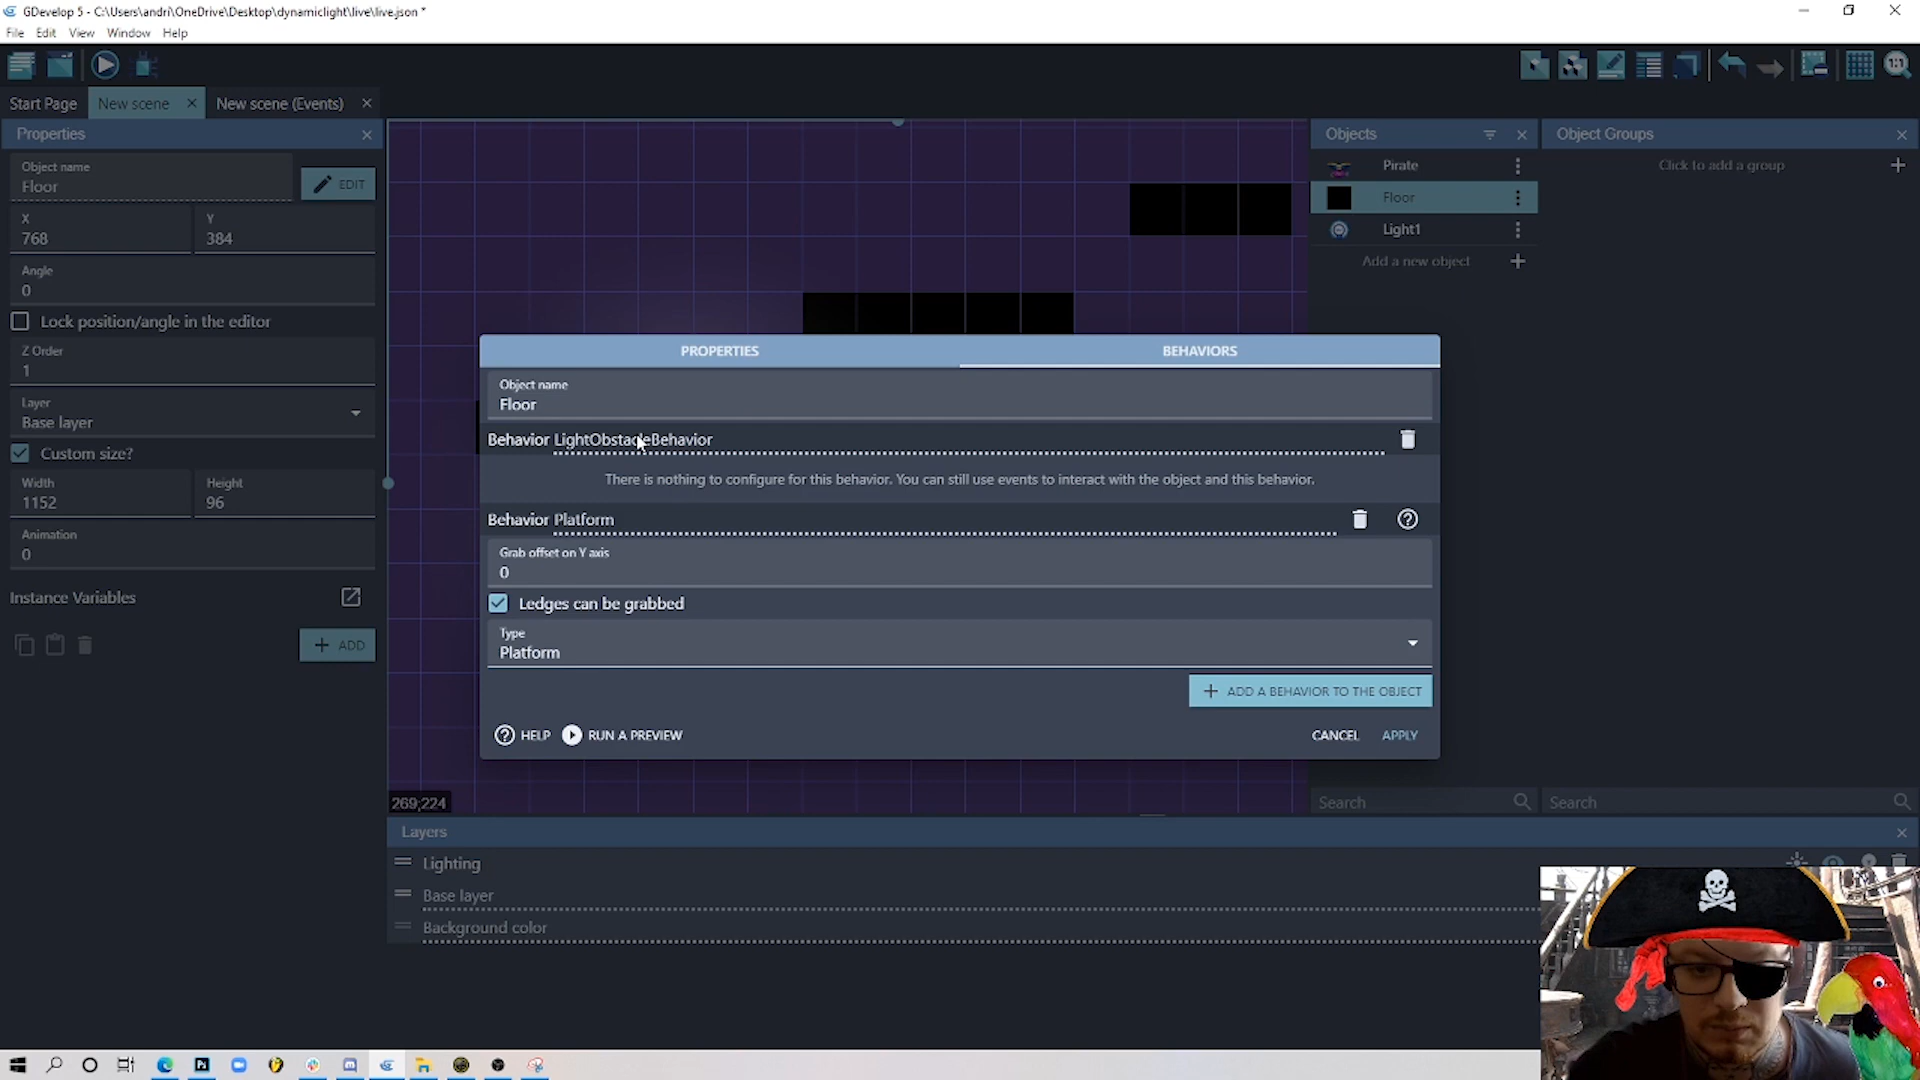 GDevelop 5 - C:\Users\andri\OneDrive\Desktop\dynamiclight\live\live.json *
File Edit View Window Help
1:1
Start Page New scene New scene (Events)
Properties
Object name
Floor
EDIT
X
768
Y
384
Angle
0
Lock position/angle in the editor
Z Order
1
Layer
Base layer
Custom size?
Width
1152
Height
96
Animation
0
Instance Variables
ADD
PROPERTIES
BEHAVIORS
Object name
Floor
Behavior LightObstacleBehavior
There is nothing to configure for this behavior. You can still use events to interact with the object and this behavior.
Behavior Platform
Grab offset on Y axis
0
Ledges can be grabbed
Type
Platform
ADD A BEHAVIOR TO THE OBJECT
HELP
RUN A PREVIEW
CANCEL
APPLY
Objects
Pirate
Floor
Light1
Add a new object
Search
Object Groups
Click to add a group
Search
269;224
Layers
Lighting
Base layer
Background color